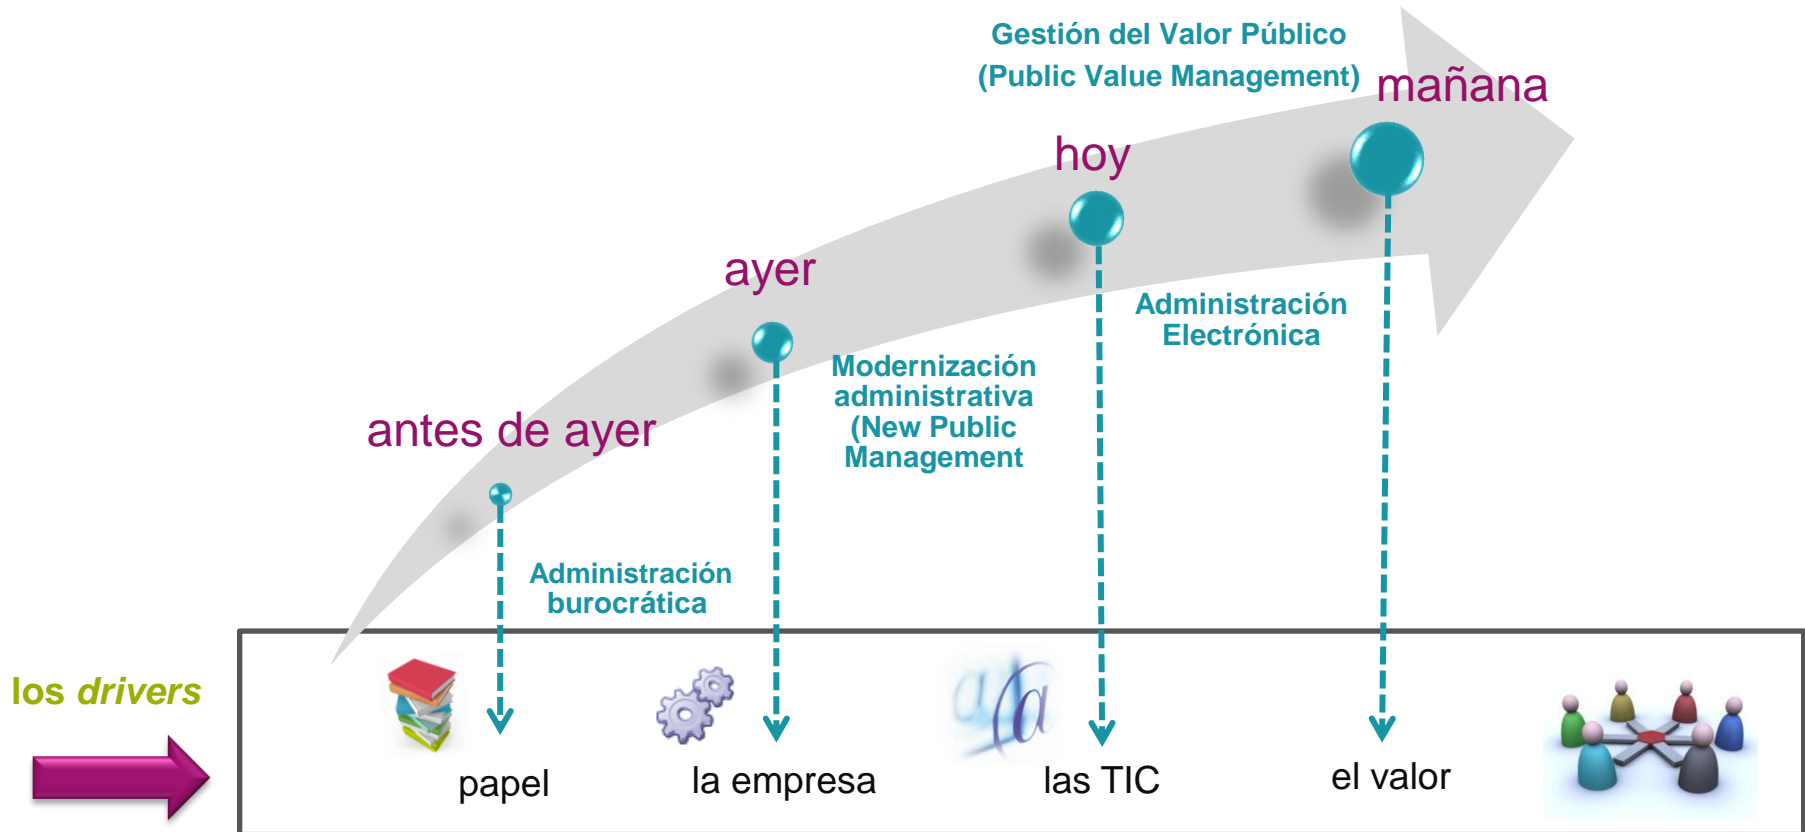 Gestión del Valor Público
(Public Value Management)
mañana
hoy
ayer
Administración
Electrónica
Modernización
administrativa
(New Public
Management
antes de ayer
Administración
burocrática
los drivers
papel
la empresa
las TIC
el valor